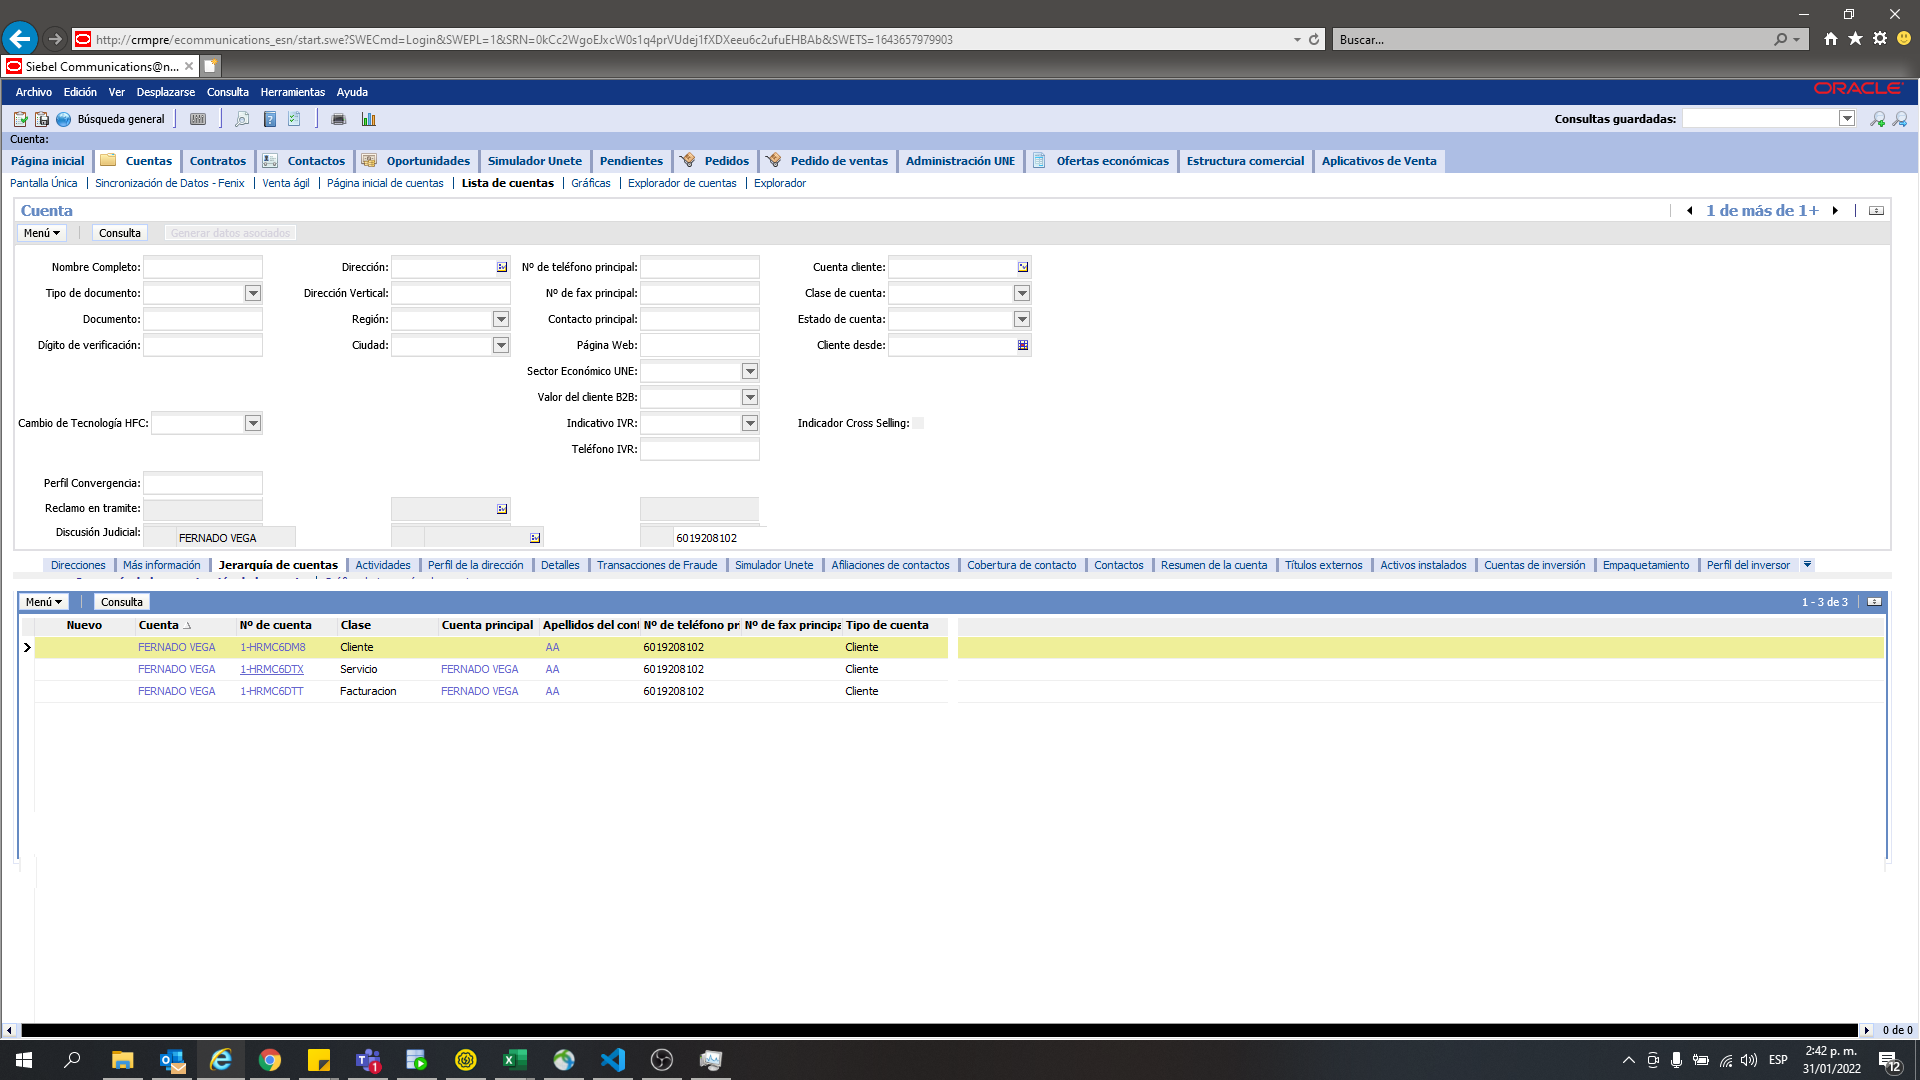 http://crmpre/ecommunications_esn/start.swe?SWECmd=Login&SWEPL=1&SRN=0kCc2WgoEJxcW0s1q4prVUdej1fXDXeeu6c2ufuEHBAb&SWETS=1643657979903 Buscar...
Siebel Communications@n...
Archivo Edición Ver Desplazarse Consulta Herramientas Ayuda ORACLE
Búsqueda general Consultas guardadas:
Cuenta:
Página inicial Cuentas Contratos Contactos Oportunidades Simulador Unete Pendientes Pedidos Pedido de ventas Administración UNE Ofertas económicas Estructura comercial Aplicativos de Venta
Pantalla Única Sincronización de Datos - Fenix Venta ágil Página inicial de cuentas Lista de cuentas Gráficas Explorador de cuentas Explorador
Cuenta 1 de más de 1+
Menú Consulta Generar datos asociados
Nombre Completo: Dirección: Nº de teléfono principal: Cuenta cliente:
Tipo de documento: Dirección Vertical: Nº de fax principal: Clase de cuenta:
Documento: Región: Contacto principal: Estado de cuenta:
Dígito de verificación: Ciudad: Página Web: Cliente desde:
Sector Económico UNE:
Valor del cliente B2B:
Cambio de Tecnología HFC: Indicativo IVR: Indicador Cross Selling:
Teléfono IVR:
Perfil Convergencia:
Reclamo en tramite:
Discusión Judicial: FERNADO VEGA 6019208102
Direcciones Más información Jerarquía de cuentas Actividades Perfil de la dirección Detalles Transacciones de Fraude Simulador Unete Afiliaciones de contactos Cobertura de contacto Contactos Resumen de la cuenta Títulos externos Activos instalados Cuentas de inversión Empaquetamiento Perfil del inversor
Menú Consulta 1 - 3 de 3
Nuevo Cuenta Nº de cuenta Clase Cuenta principal Apellidos del cont Nº de teléfono pr Nº de fax principa Tipo de cuenta
FERNADO VEGA 1-HRMC6DM8 Cliente AA 6019208102 Cliente
FERNADO VEGA 1-HRMC6DTX Servicio FERNADO VEGA AA 6019208102 Cliente
FERNADO VEGA 1-HRMC6DTT Facturacion FERNADO VEGA AA 6019208102 Cliente
0 de 0
1
ESP
2:42 p. m.
31/01/2022
12